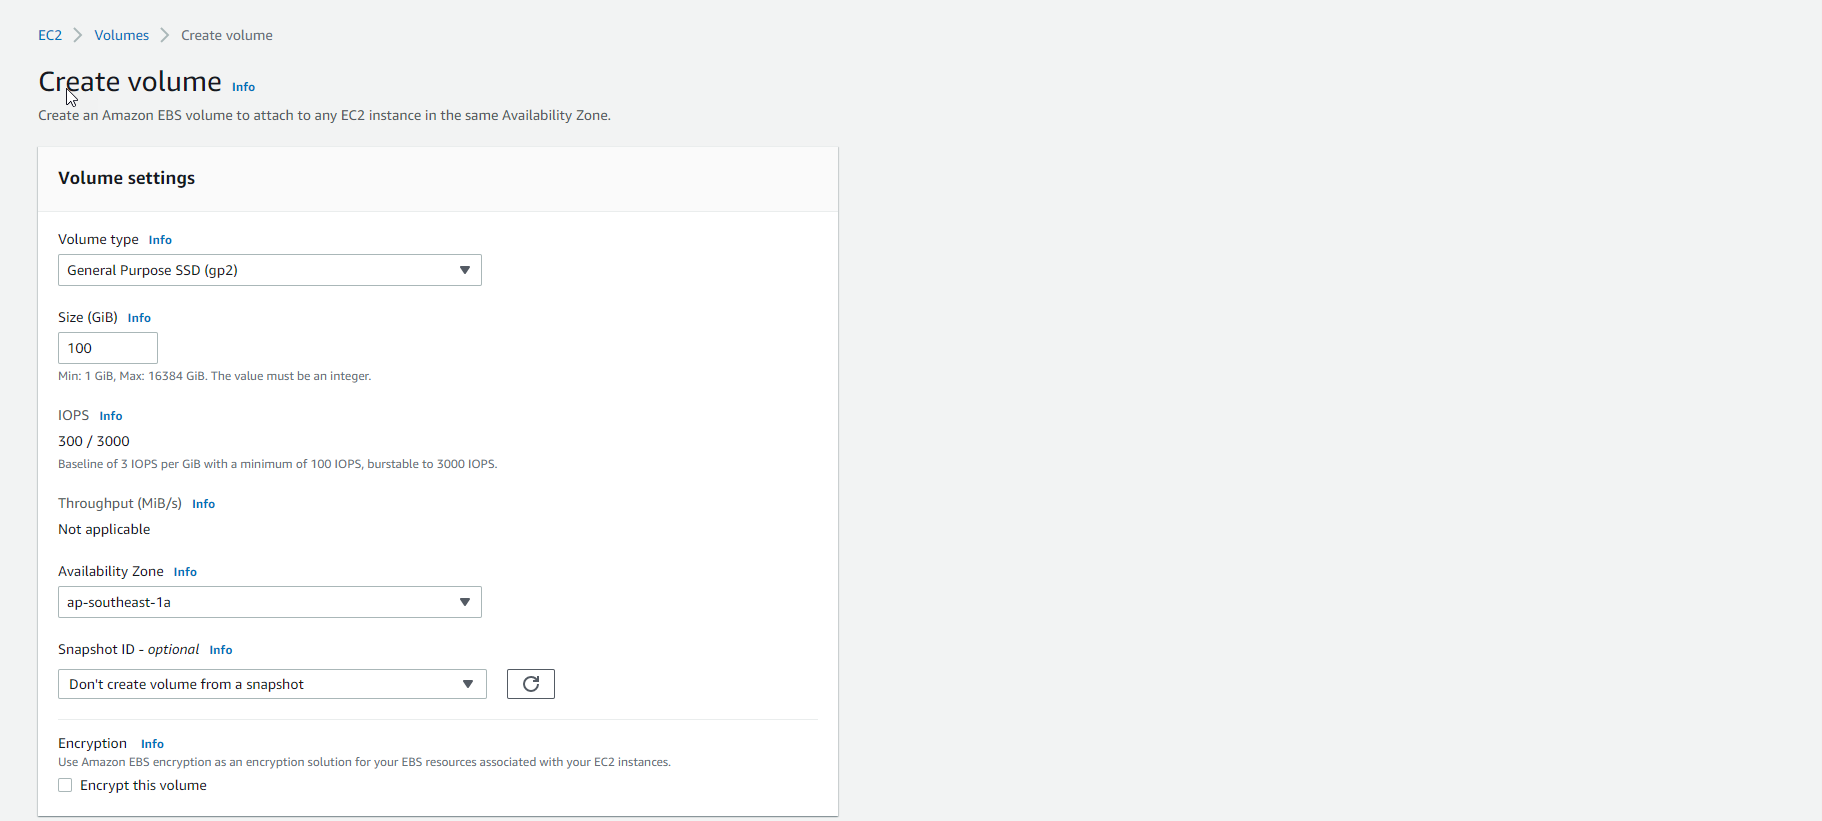 EC2 Volumes Create volume
Create volume Info
Create an Amazon EBS volume to attach to any EC2 instance in the same Availability Zone.
Volume settings
Volume type Info
General Purpose SSD (gp2)
Size (GiB) Info
100
Min: 1 GiB, Max: 16384 GiB. The value must be an integer.
IOPS Info
300 / 3000
Baseline of 3 IOPS per GiB with a minimum of 100 IOPS, burstable to 3000 IOPS.
Throughput (MiB/s) Info
Not applicable
Availability Zone Info
ap-southeast-1a
Snapshot ID - optional Info
Don't create volume from a snapshot
Encryption Info
Use Amazon EBS encryption as an encryption solution for your EBS resources associated with your EC2 instances.
Encrypt this volume